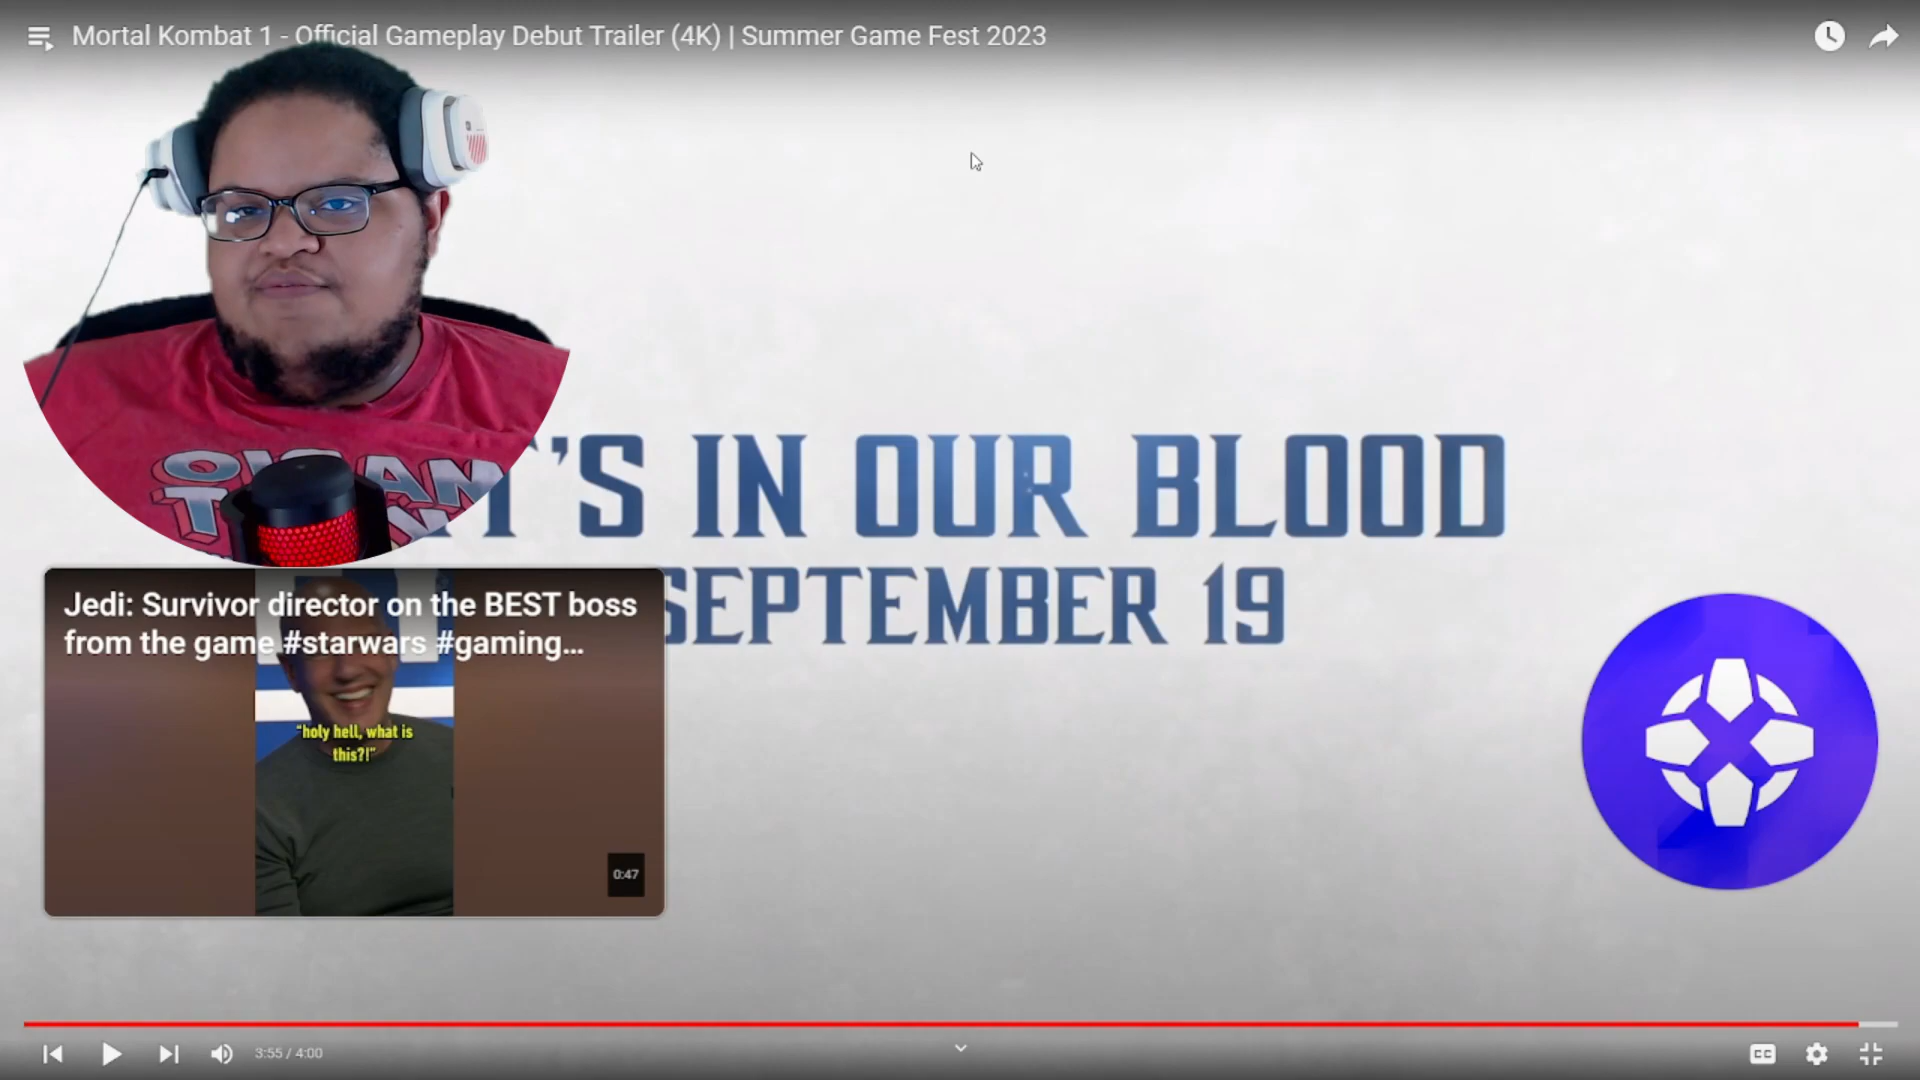 Mortal Kombat 1 - Official Gameplay Debut Trailer (4K) | Summer Game Fest 2023
'S IN OUR BLOOD
SEPTEMBER 19
Jedi: Survivor director on the BEST boss
from the game #starwars #gaming...
"holy hell, what is
this?!"
0:47
3:55 / 4:00
CC